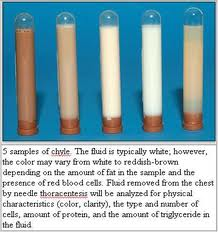 5 samples of chyle. The fluid is typically white; however,
the color may vary from white to reddish-brown
depending on the amount of fat in the sample and the
presence of red blood cells. Fluid removed from the chest
by needle thoracentesis will be analyzed for physical
characteristics (color, clarity), the type and number of
cells, amount of protein, and the amount of triglyceride in
the fluid.